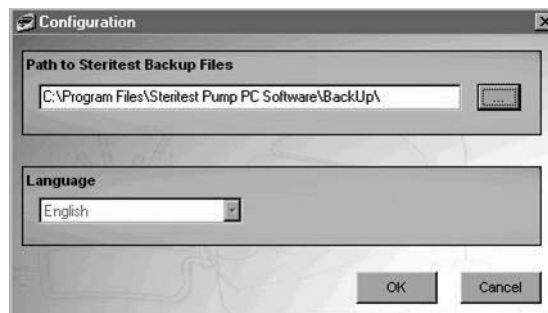 Configuration
Path to Steritest Backup Files
C:\Program Files\Steritest Pump PC Software\BackUp\
...
Language
English
OK
Cancel